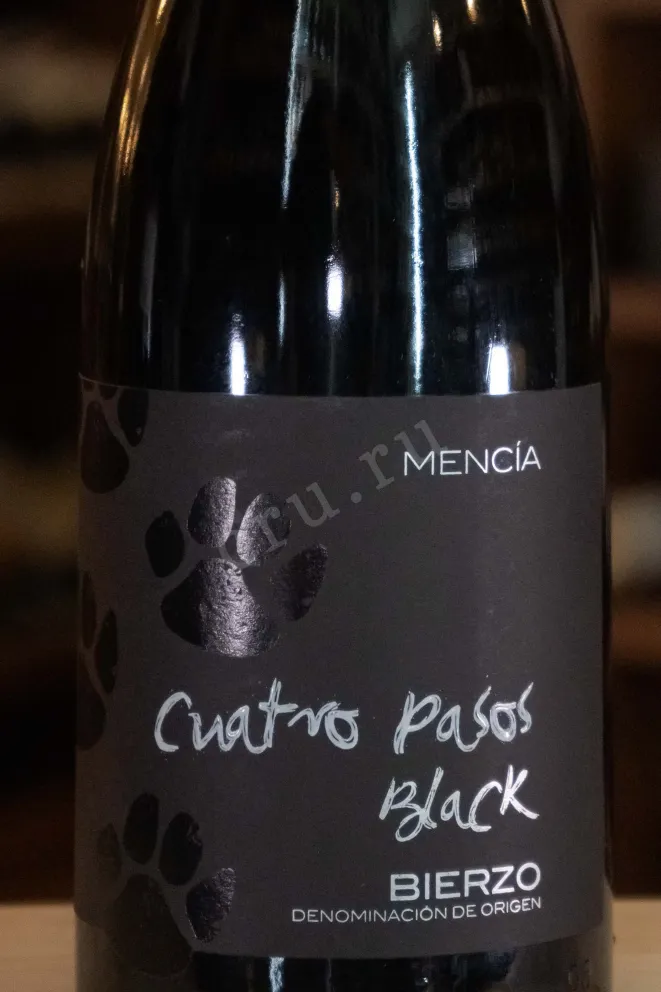 MENCÍA
Cuatro Pasos
Black
BIERZO
DENOMINACIÓN DE ORIGEN